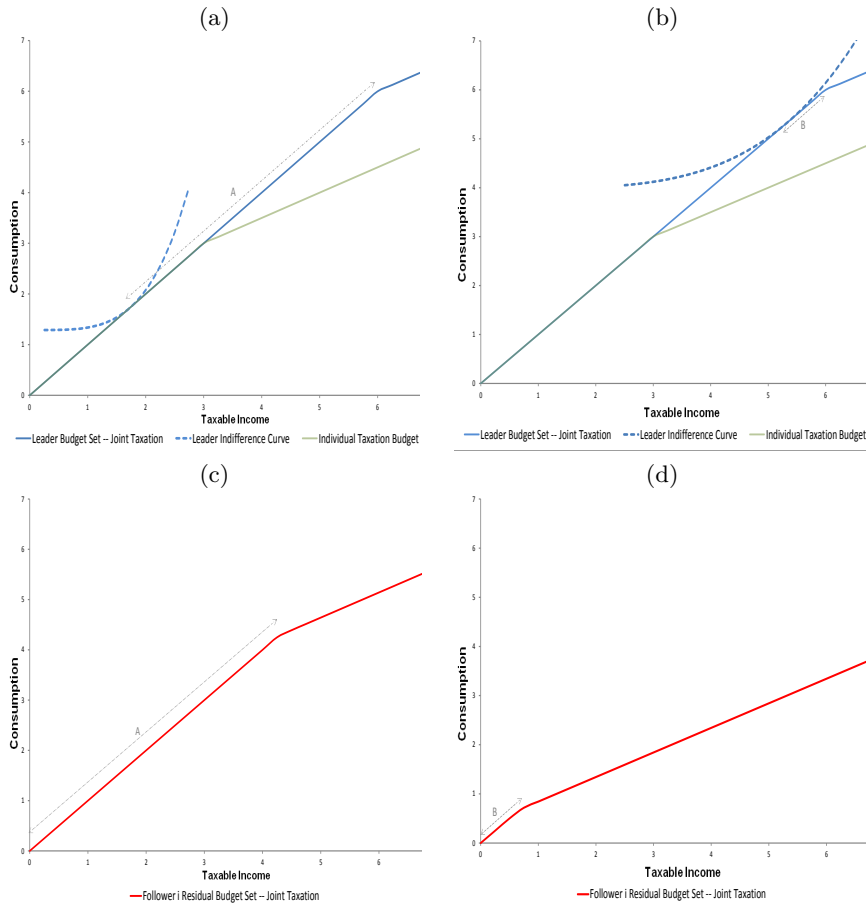 (a)
7
6
5
4
3
2
1
0
Consumption
A
0 1 2 3 4 5 6
Taxable Income
Leader Budget Set -- Joint Taxation Leader Indifference Curve Individual Taxation Budget
(b)
7
6
5
4
3
2
1
0
Consumption
B
0 1 2 3 4 5 6
Taxable Income
Leader Budget Set -- Joint Taxation Leader Indifference Curve Individual Taxation Budget
(c)
7
6
5
4
3
2
1
0
Consumption
A
0 1 2 3 4 5 6
Taxable Income
Follower i Residual Budget Set -- Joint Taxation
(d)
7
6
5
4
3
2
1
0
Consumption
B
0 1 2 3 4 5 6
Taxable Income
Follower i Residual Budget Set -- Joint Taxation